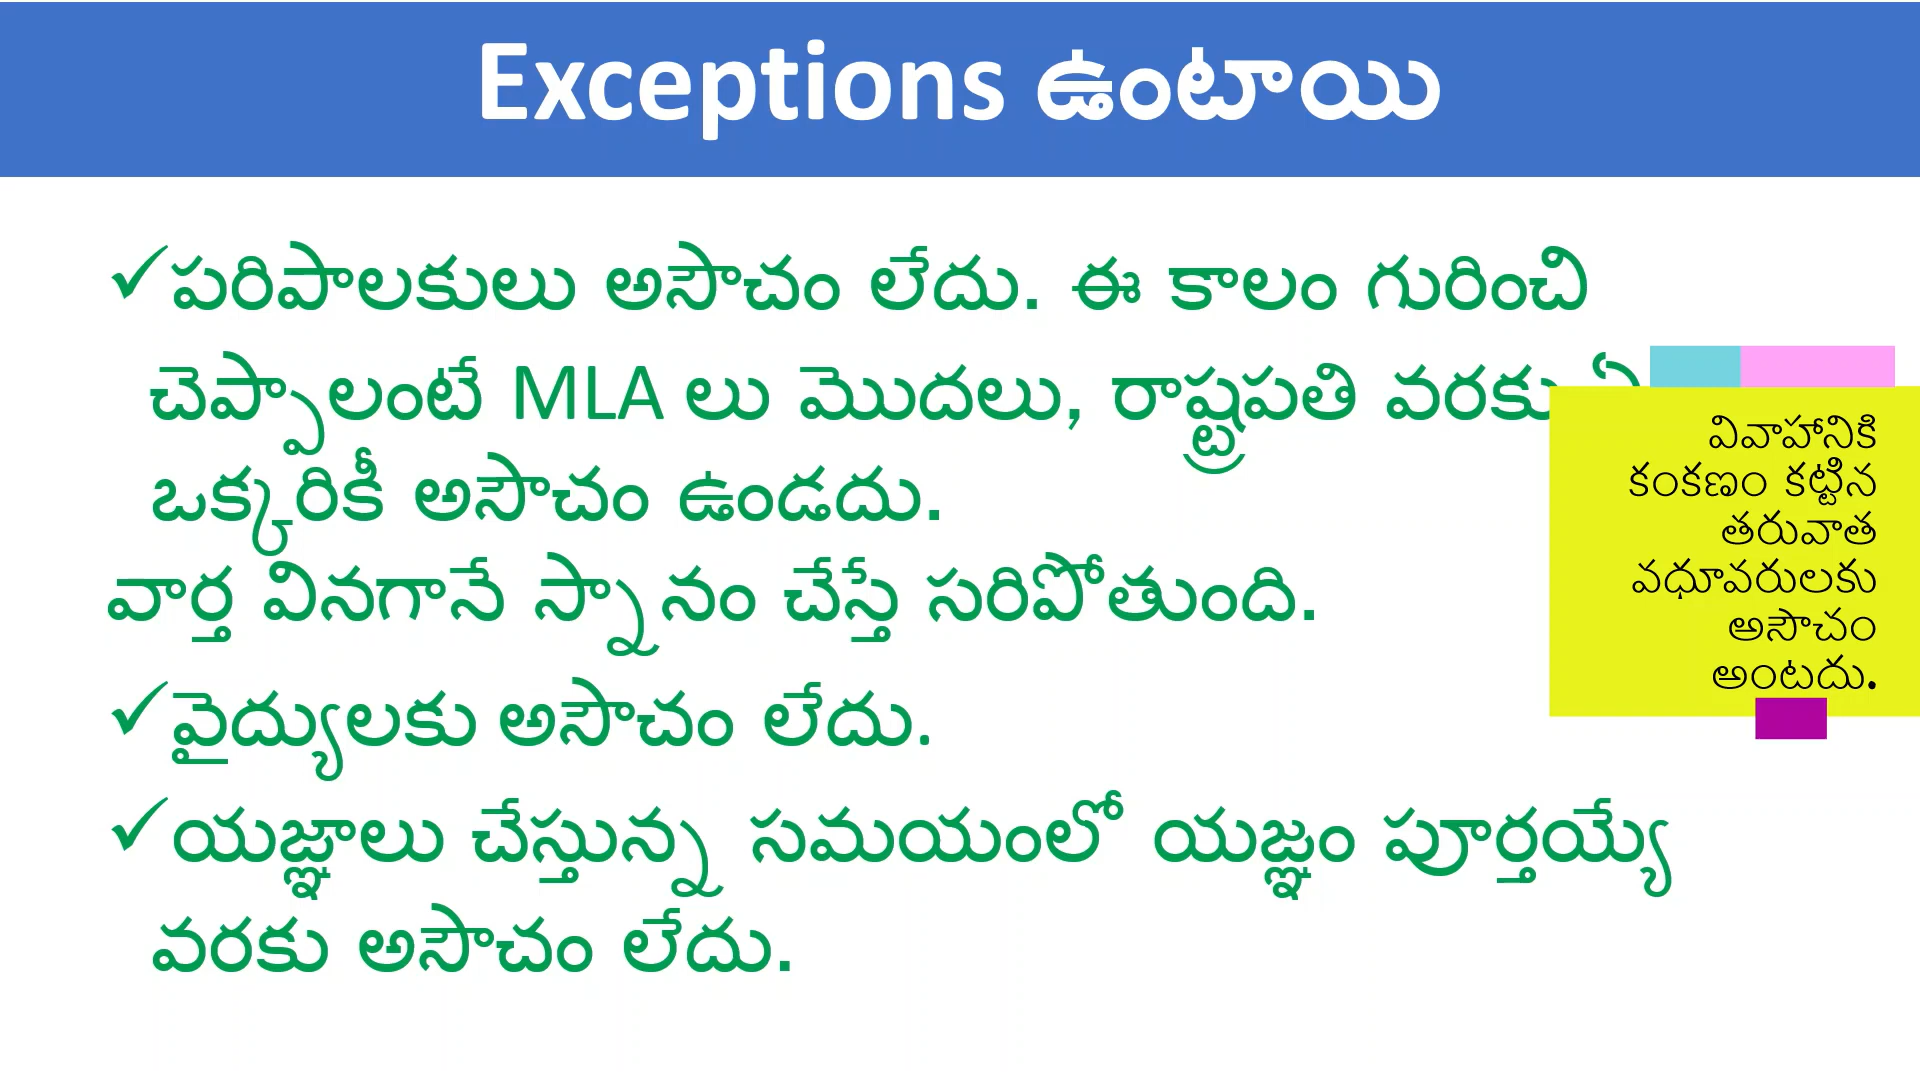 Exceptions ఉంటాయి
✓పరిపాలకులు అసౌచం లేదు. ఈ కాలం గురించి
చెప్పాలంటే MLA లు మొదలు, రాష్ట్రపతి వరకు
ఒక్కరికీ అసౌచం ఉండదు.
వార్త వినగానే స్నానం చేస్తే సరిపోతుంది.
✓వైద్యులకు అసౌచం లేదు.
✓యజ్ఞాలు చేస్తున్న సమయంలో యజ్ఞం పూర్తయ్యే
వరకు అసౌచం లేదు.
వివాహానికి
కంకణం కట్టిన
తరువాత
వధూవరులకు
అసౌచం
అంటదు.